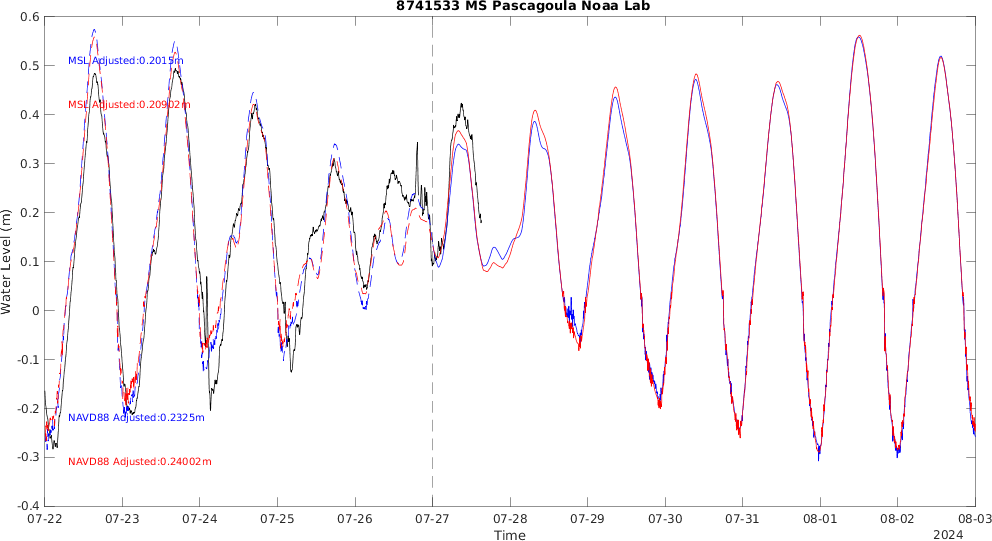 8741533 MS Pascagoula Noaa Lab
0.6
0.5
0.4
0.3
0.2
0.1
0
-0.1
-0.2
-0.3
-0.4
Water Level (m)
MSL Adjusted:0.2015m
MSL Adjusted:0.20902m
NAVD88 Adjusted:0.2325m
NAVD88 Adjusted:0.24002m
07-22 07-23 07-24 07-25 07-26 07-27 07-28 07-29 07-30 07-31 08-01 08-02 08-03
Time
2024